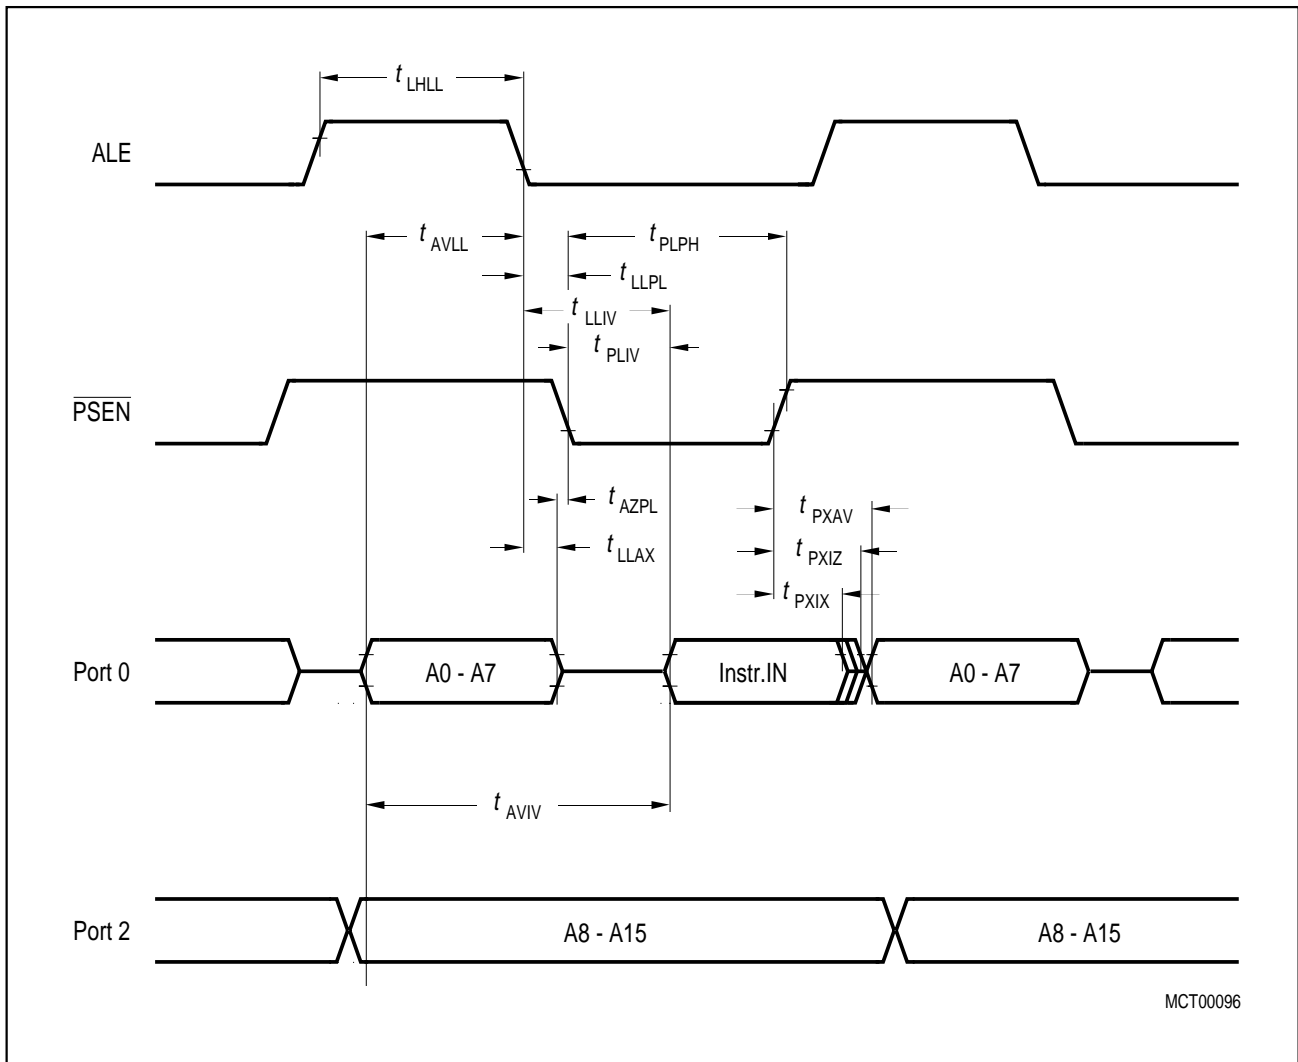 t LHLL
ALE
t AVLL
t PLPH
t LLPL
t LLIV
t PLIV
PSEN
t AZPL
t PXAV
t LLAX
t PXIZ
t PXIX
Port 0
A0 - A7
Instr.IN
A0 - A7
t AVIV
Port 2
A8 - A15
A8 - A15
MCT00096